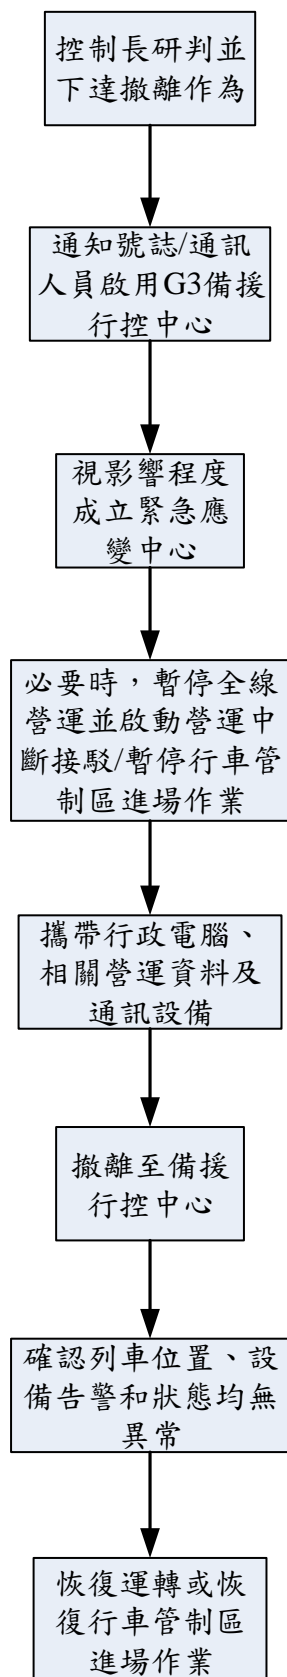 控制長研判並
下達撤離作為
通知號誌/通訊
人員啟用G3備援
行控中心
視影響程度
成立緊急應
變中心
必要時，暫停全線
營運並啟動營運中
斷接駁/暫停行車管
制區進場作業
攜帶行政電腦、
相關營運資料及
通訊設備
撤離至備援
行控中心
確認列車位置、設
備告警和狀態均無
異常
恢復運轉或恢
復行車管制區
進場作業